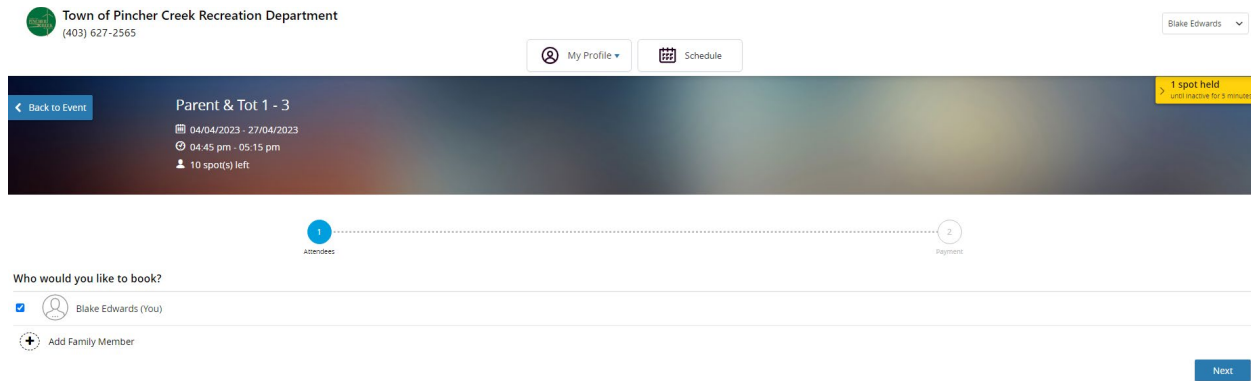 Town of Pincher Creek Recreation Department
(403) 627-2565
Blake Edwards
My Profile
Schedule
Back to Event
Parent & Tot 1 - 3
04/04/2023 - 27/04/2023
04:45 pm - 05:15 pm
10 spot(s) left
1 spot held
until inactive for 5 minutes
1
Attendees
2
Payment
Who would you like to book?
Blake Edwards (You)
Add Family Member
Next